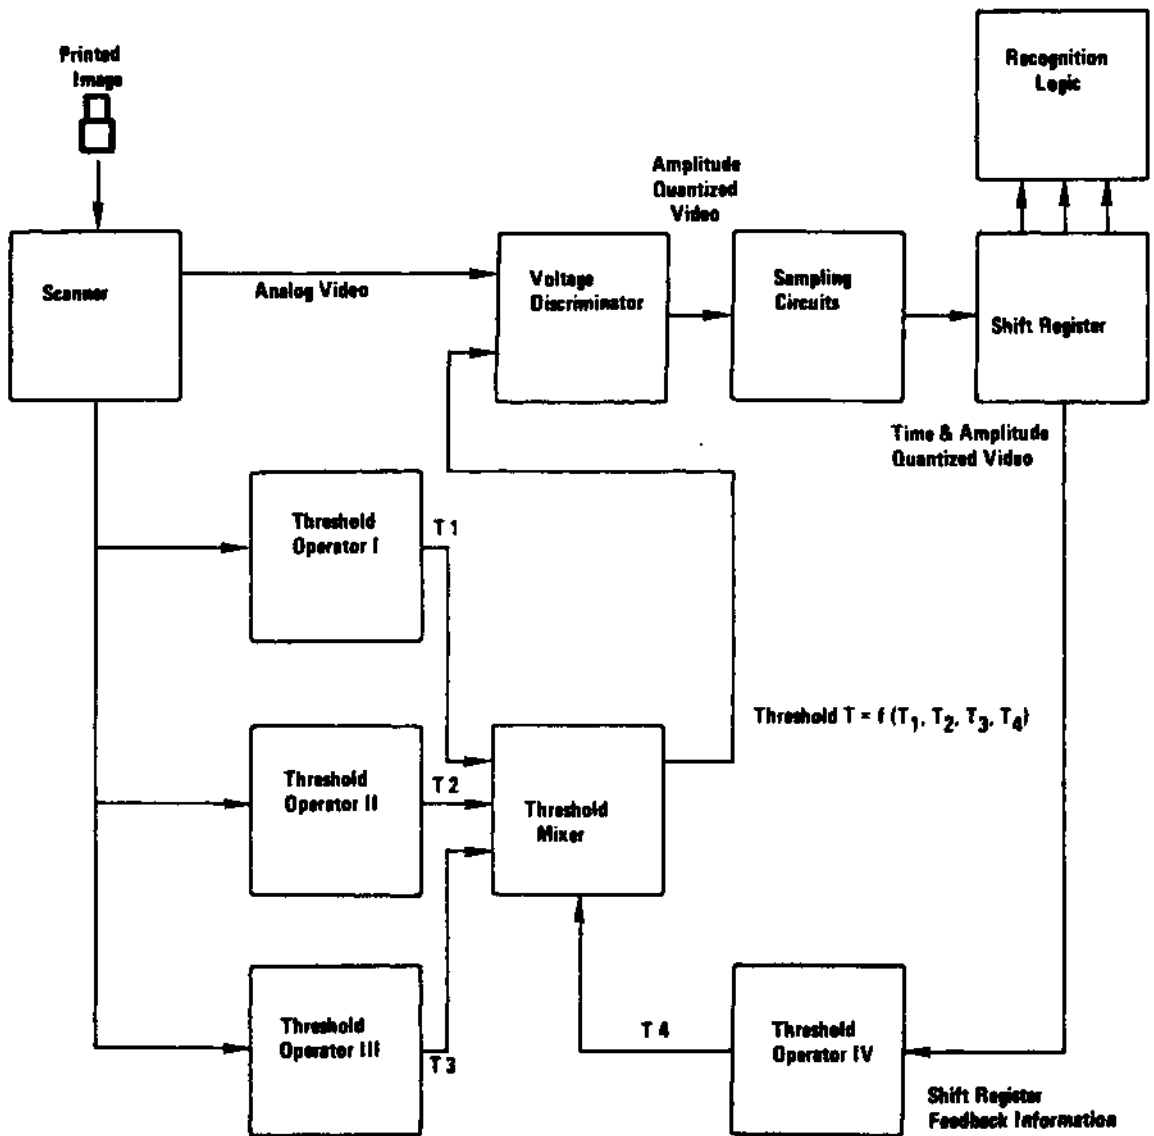 Printed
Image
Recognition
Logic
Amplitude
Quantized
Video
Scanner
Analog Video
Voltage
Discriminator
Sampling
Circuits
Shift Register
Time & Amplitude
Quantized Video
Threshold
Operator I
T 1
Threshold T = f (T1, T2, T3, T4)
Threshold
Operator II
T 2
Threshold
Mixer
Threshold
Operator III
T 3
T 4
Threshold
Operator IV
Shift Register
Feedback Information